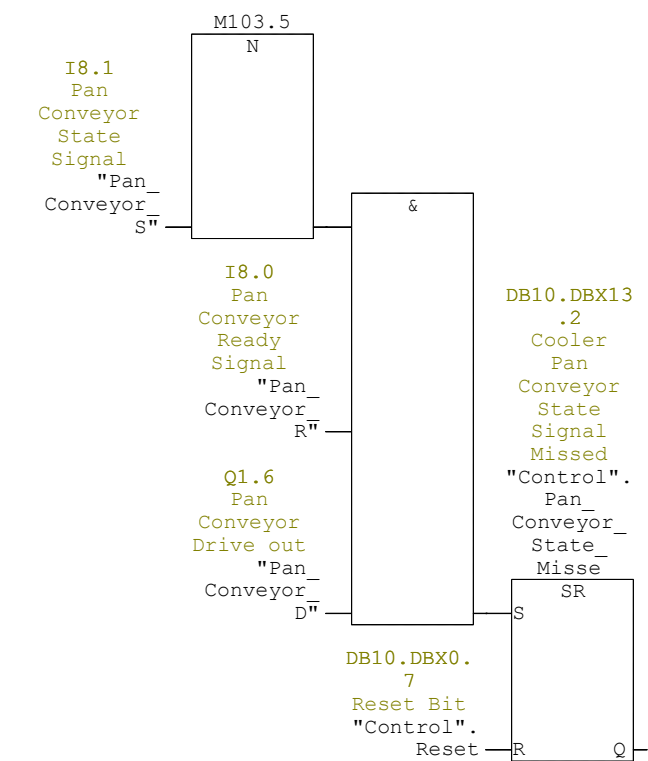 M103.5
N
I8.1
Pan
Conveyor
State
Signal
"Pan_
Conveyor_
S"
&
I8.0
Pan
Conveyor
Ready
Signal
"Pan_
Conveyor_
R"
Q1.6
Pan
Conveyor
Drive out
"Pan_
Conveyor_
D"
DB10.DBX13
.2
Cooler
Pan
Conveyor
State
Signal
Missed
"Control".
Pan_
Conveyor_
State_
Misse
SR
S
DB10.DBX0.
7
Reset Bit
"Control".
Reset
R Q